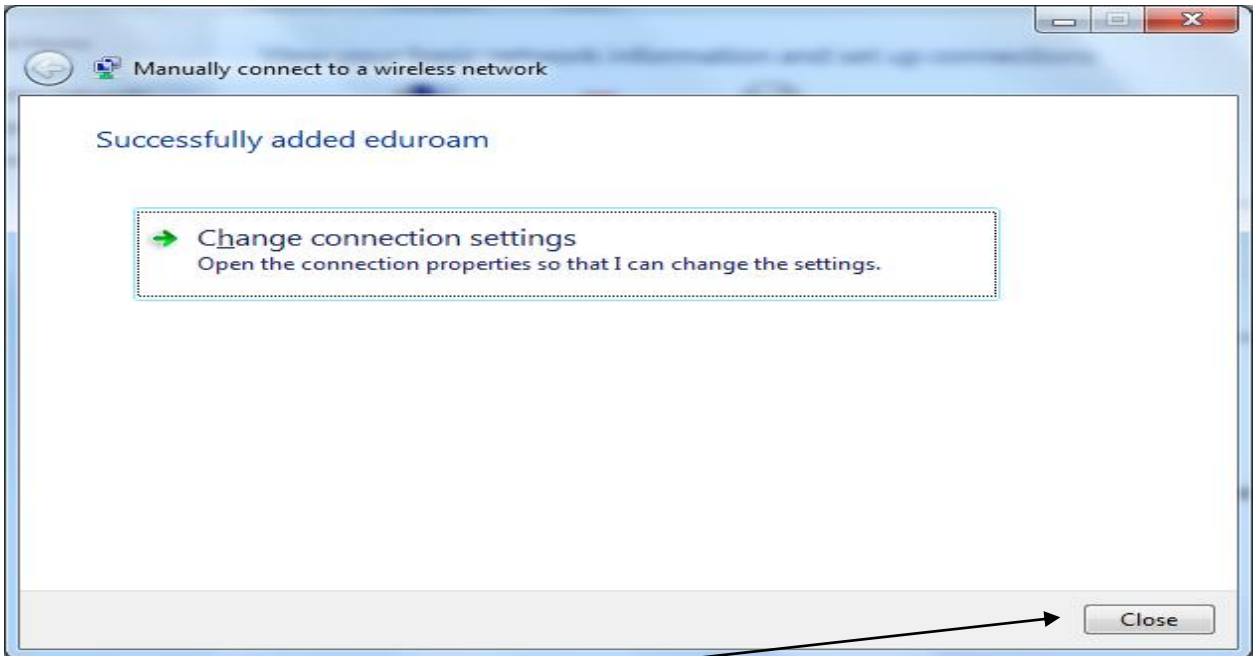 Manually connect to a wireless network
Successfully added eduroam
Change connection settings
Open the connection properties so that I can change the settings.
Close